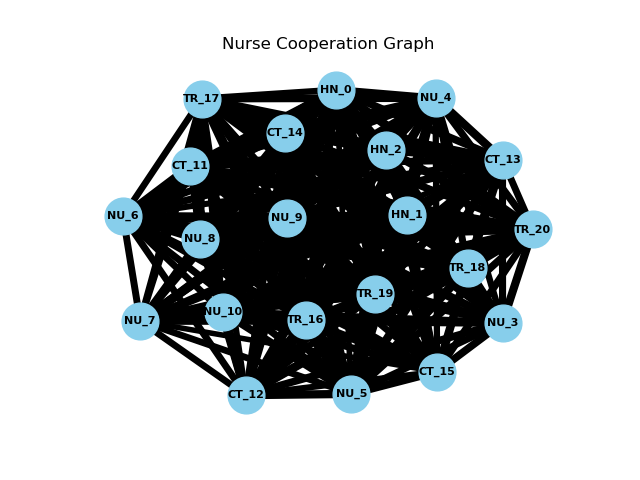 Nurse Cooperation Graph
HN_0
NU_4
TR_17
CT_14
HN_2
CT_13
CT_11
NU_6
NU_9
HN_1
TR_20
NU_8
TR_18
TR_19
NU_10
TR_16
NU_7
NU_3
CT_15
CT_12
NU_5